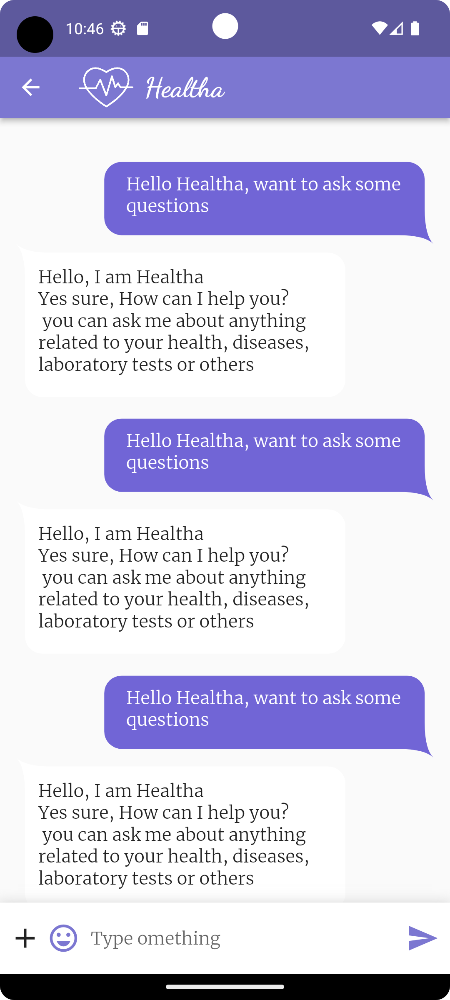 10:46
Healtha
Hello Healtha, want to ask some
questions
Hello, I am Healtha
Yes sure, How can I help you?
you can ask me about anything
related to your health, diseases,
laboratory tests or others
Hello Healtha, want to ask some
questions
Hello, I am Healtha
Yes sure, How can I help you?
you can ask me about anything
related to your health, diseases,
laboratory tests or others
Hello Healtha, want to ask some
questions
Hello, I am Healtha
Yes sure, How can I help you?
you can ask me about anything
related to your health, diseases,
laboratory tests or others
Type omething